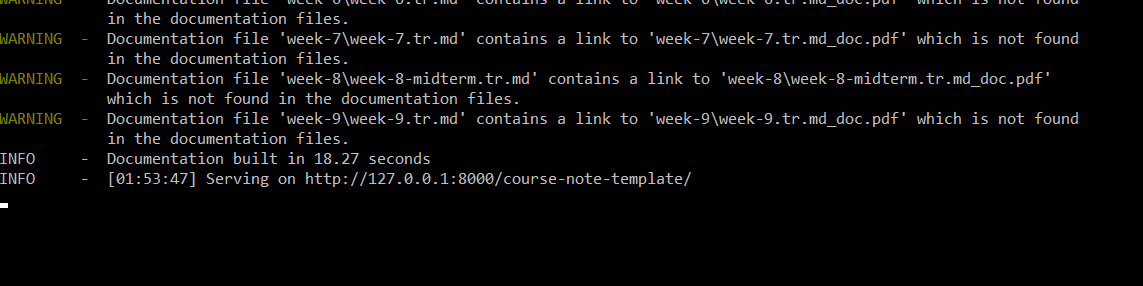 WARNING  -  Documentation file 'week-6\week-6.tr.md' contains a link to 'week-6\week-6.tr.md_doc.pdf' which is not found
in the documentation files.
WARNING  -  Documentation file 'week-7\week-7.tr.md' contains a link to 'week-7\week-7.tr.md_doc.pdf' which is not found
in the documentation files.
WARNING  -  Documentation file 'week-8\week-8-midterm.tr.md' contains a link to 'week-8\week-8-midterm.tr.md_doc.pdf'
which is not found in the documentation files.
WARNING  -  Documentation file 'week-9\week-9.tr.md' contains a link to 'week-9\week-9.tr.md_doc.pdf' which is not found
in the documentation files.
INFO     -  Documentation built in 18.27 seconds
INFO     -  [01:53:47] Serving on http://127.0.0.1:8000/course-note-template/